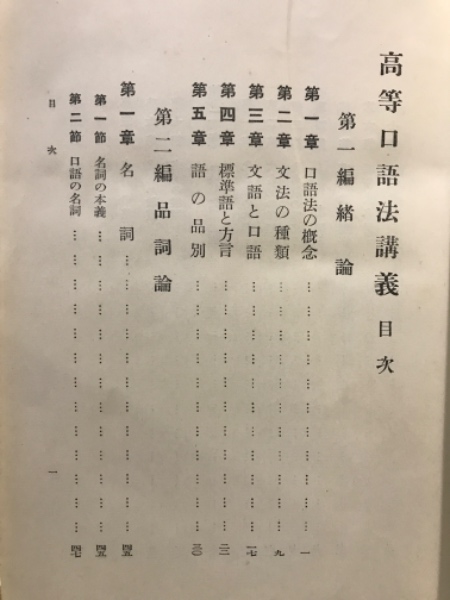 高等口語法講義 目次
第一編 緒論
第一章 口語法の概念……………………………………一
第二章 文法の種類……………………………………九
第三章 文語と口語……………………………………一七
第四章 標準語と方言……………………………………二二
第五章 語の品別……………………………………三〇
第二編 品詞論
第一章 名詞……………………………………四五
第一節 名詞の本義……………………………………四五
第二節 口語の名詞……………………………………四七
目次
一